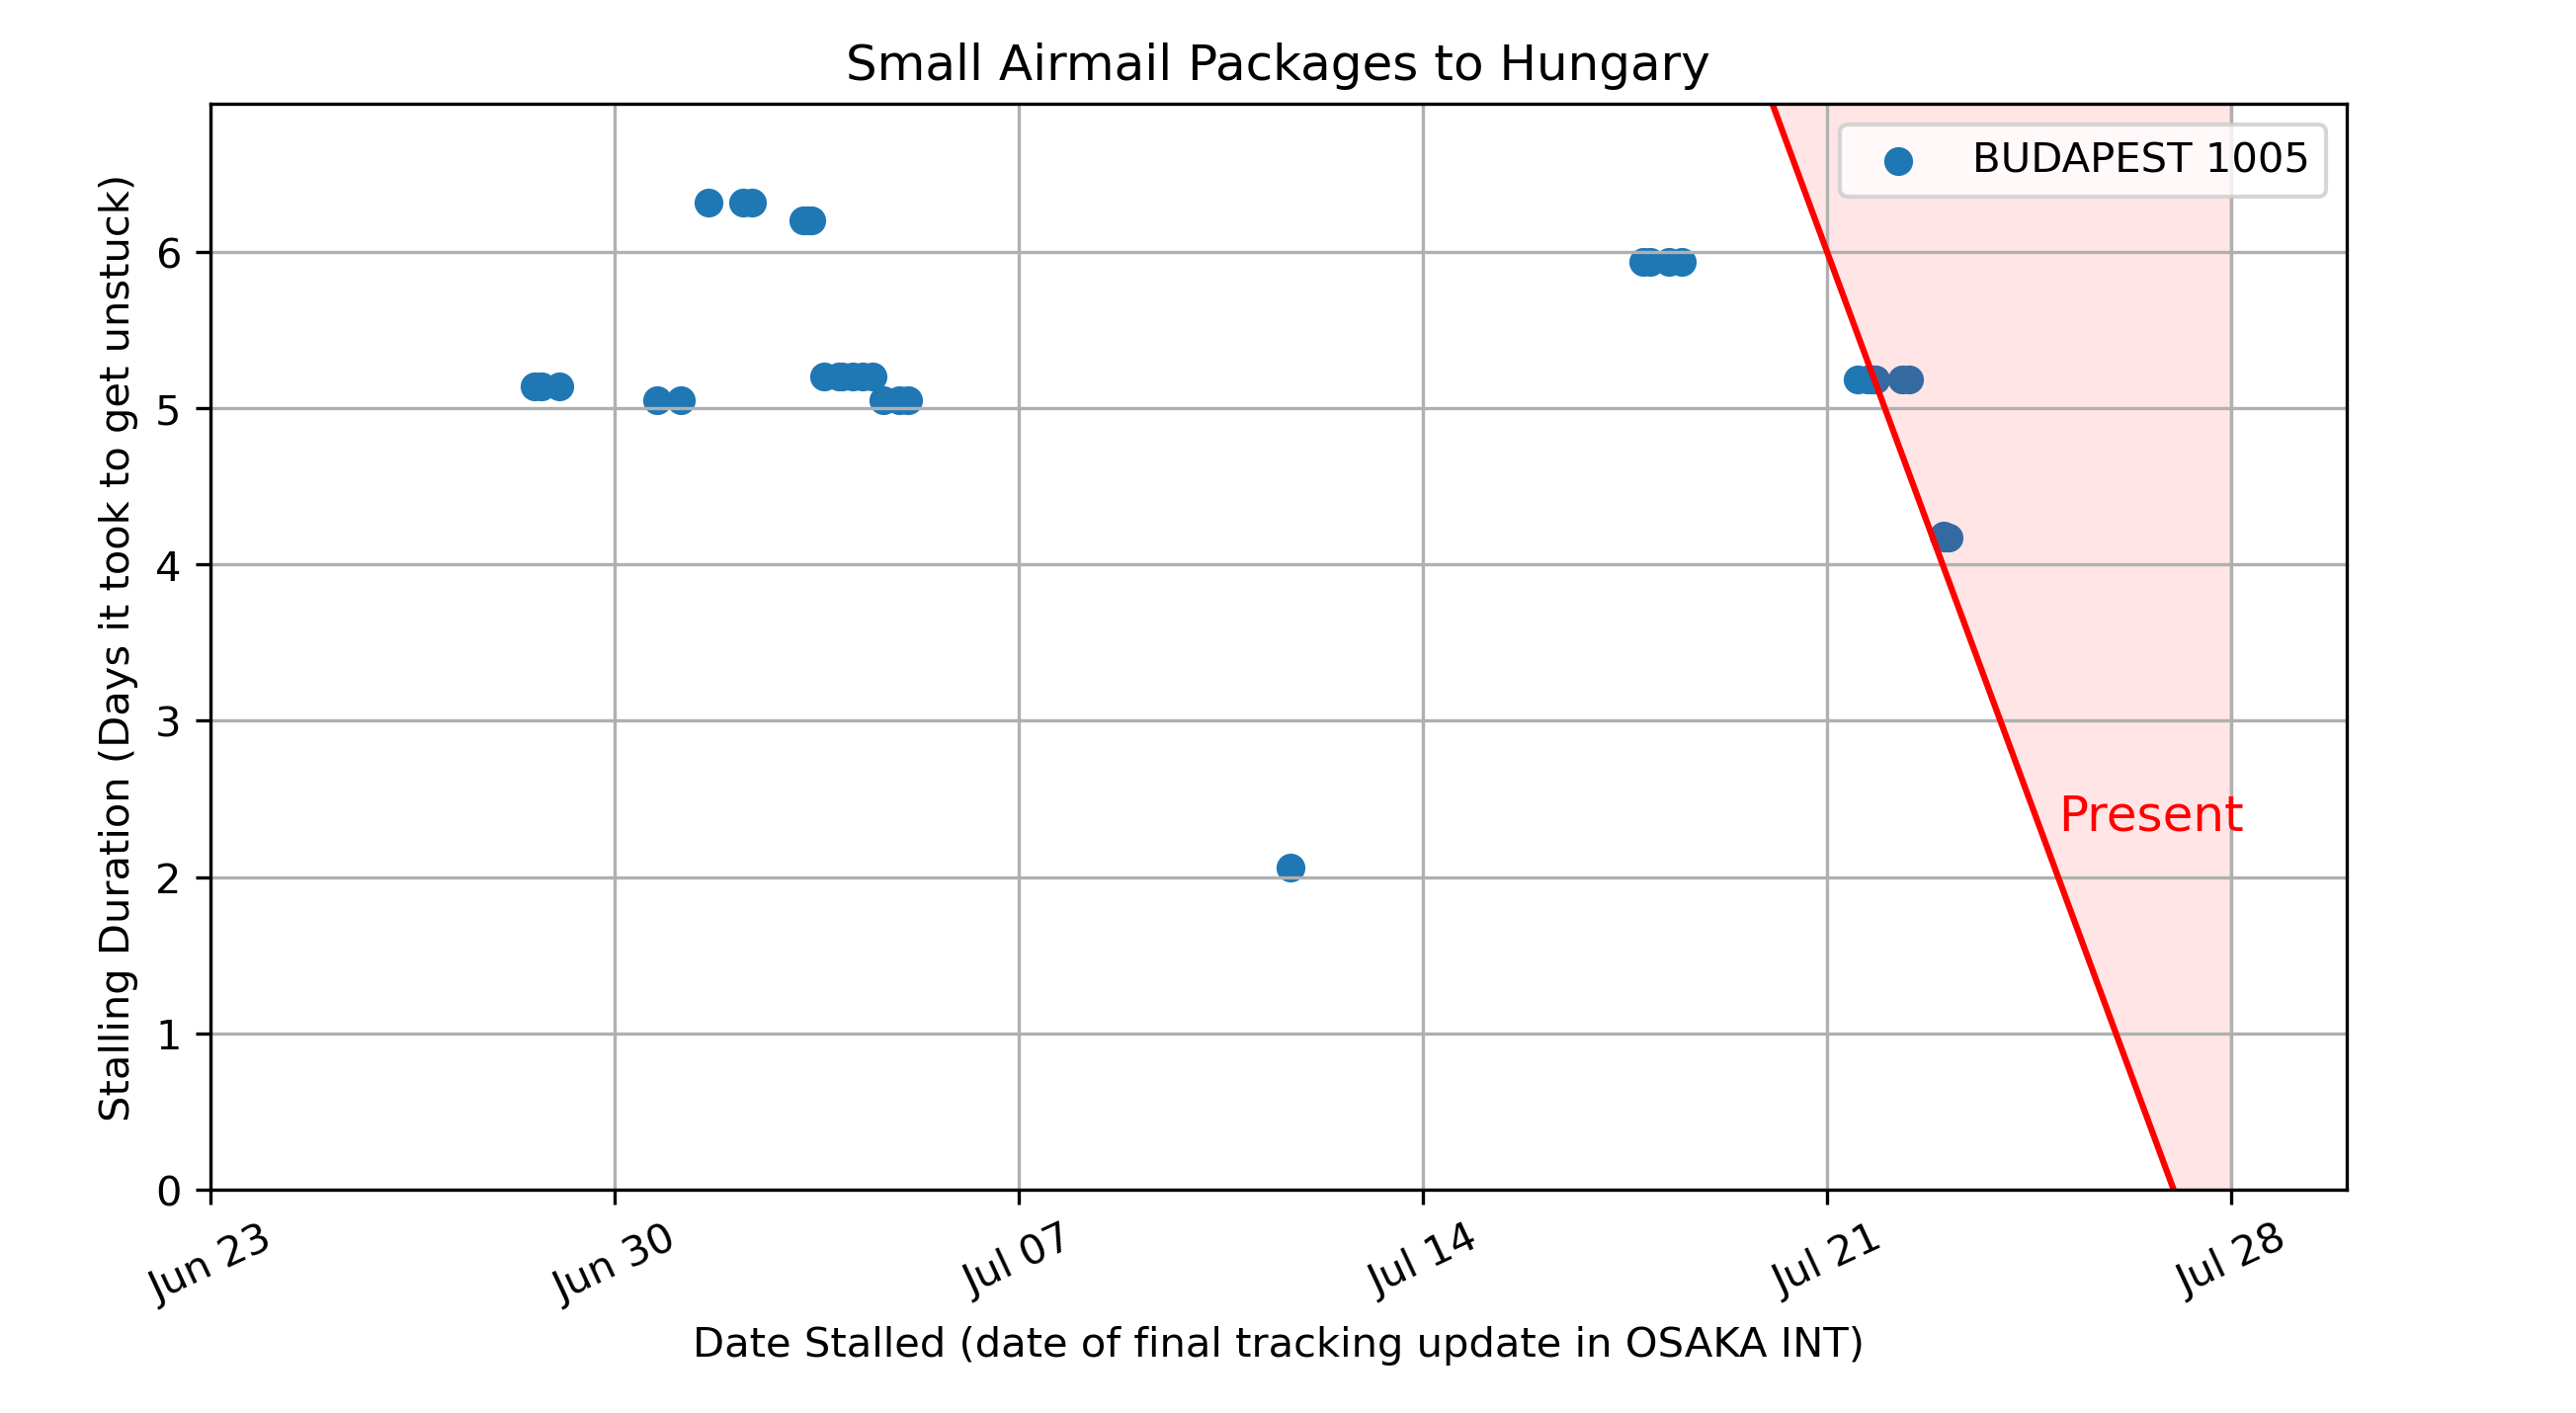 Small Airmail Packages to Hungary
BUDAPEST 1005
Stalling Duration (Days it took to get unstuck)
6
5
4
3
2
1
0
Present
Jun 23
Jun 30
Jul 07
Jul 14
Jul 21
Jul 28
Date Stalled (date of final tracking update in OSAKA INT)